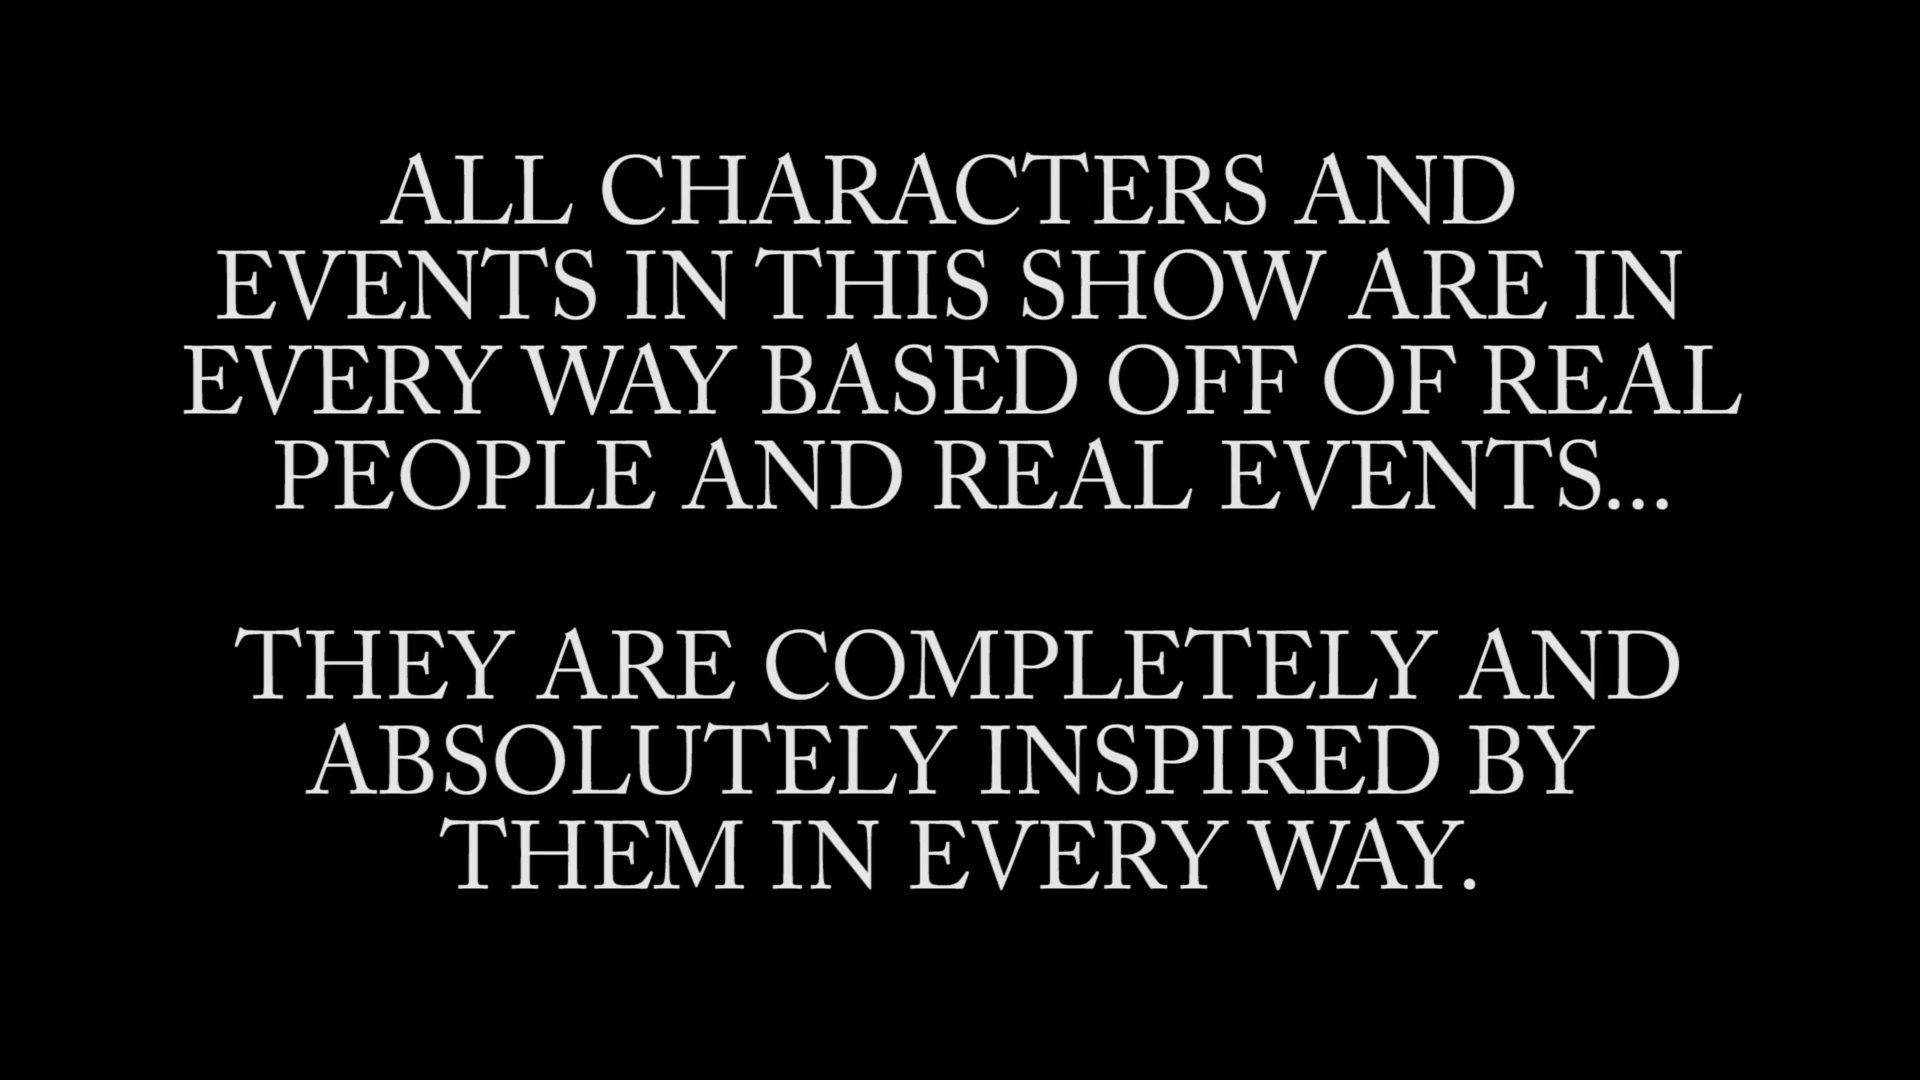 ALL CHARACTERS AND
EVENTS IN THIS SHOW ARE IN
EVERY WAY BASED OFF OF REAL
PEOPLE AND REAL EVENTS...
THEY ARE COMPLETELY AND
ABSOLUTELY INSPIRED BY
THEM IN EVERY WAY.